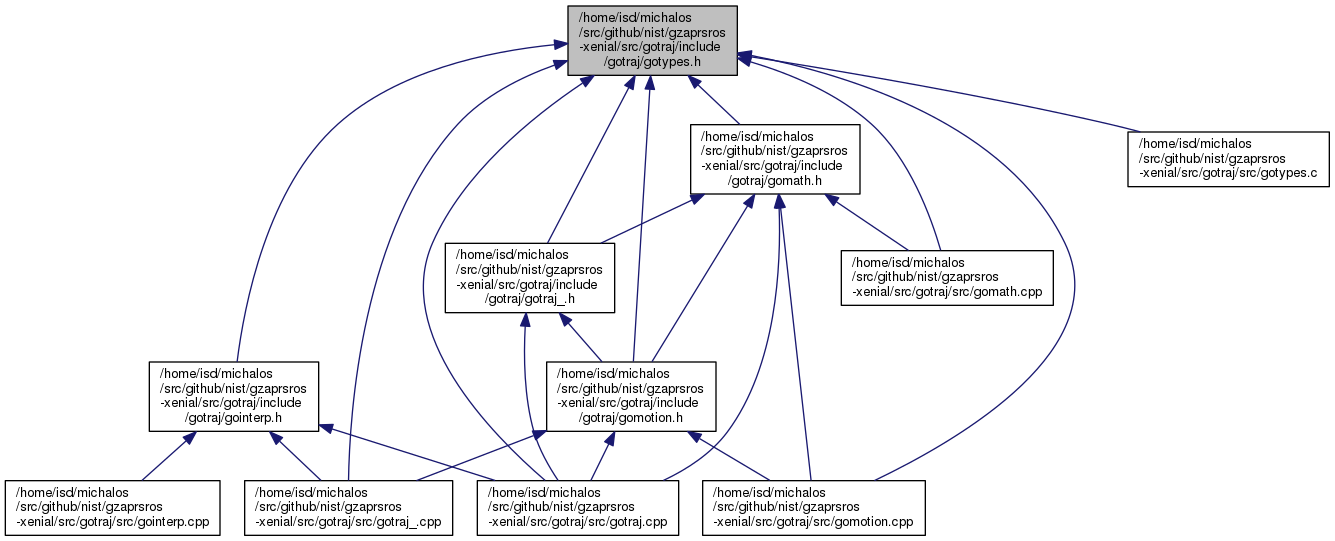 /home/isd/michalos
/src/github/nist/gzaprsros
-xenial/src/gotraj/include
/gotraj/gotypes.h
/home/isd/michalos
/src/github/nist/gzaprsros
-xenial/src/gotraj/include
/gotraj/gomath.h
/home/isd/michalos
/src/github/nist/gzaprsros
-xenial/src/gotraj/src/gotypes.c
/home/isd/michalos
/src/github/nist/gzaprsros
-xenial/src/gotraj/include
/gotraj/gotraj_.h
/home/isd/michalos
/src/github/nist/gzaprsros
-xenial/src/gotraj/src/gomath.cpp
/home/isd/michalos
/src/github/nist/gzaprsros
-xenial/src/gotraj/include
/gotraj/gointerp.h
/home/isd/michalos
/src/github/nist/gzaprsros
-xenial/src/gotraj/include
/gotraj/gomotion.h
/home/isd/michalos
/src/github/nist/gzaprsros
-xenial/src/gotraj/src/gointerp.cpp
/home/isd/michalos
/src/github/nist/gzaprsros
-xenial/src/gotraj/src/gotraj_.cpp
/home/isd/michalos
/src/github/nist/gzaprsros
-xenial/src/gotraj/src/gotraj.cpp
/home/isd/michalos
/src/github/nist/gzaprsros
-xenial/src/gotraj/src/gomotion.cpp